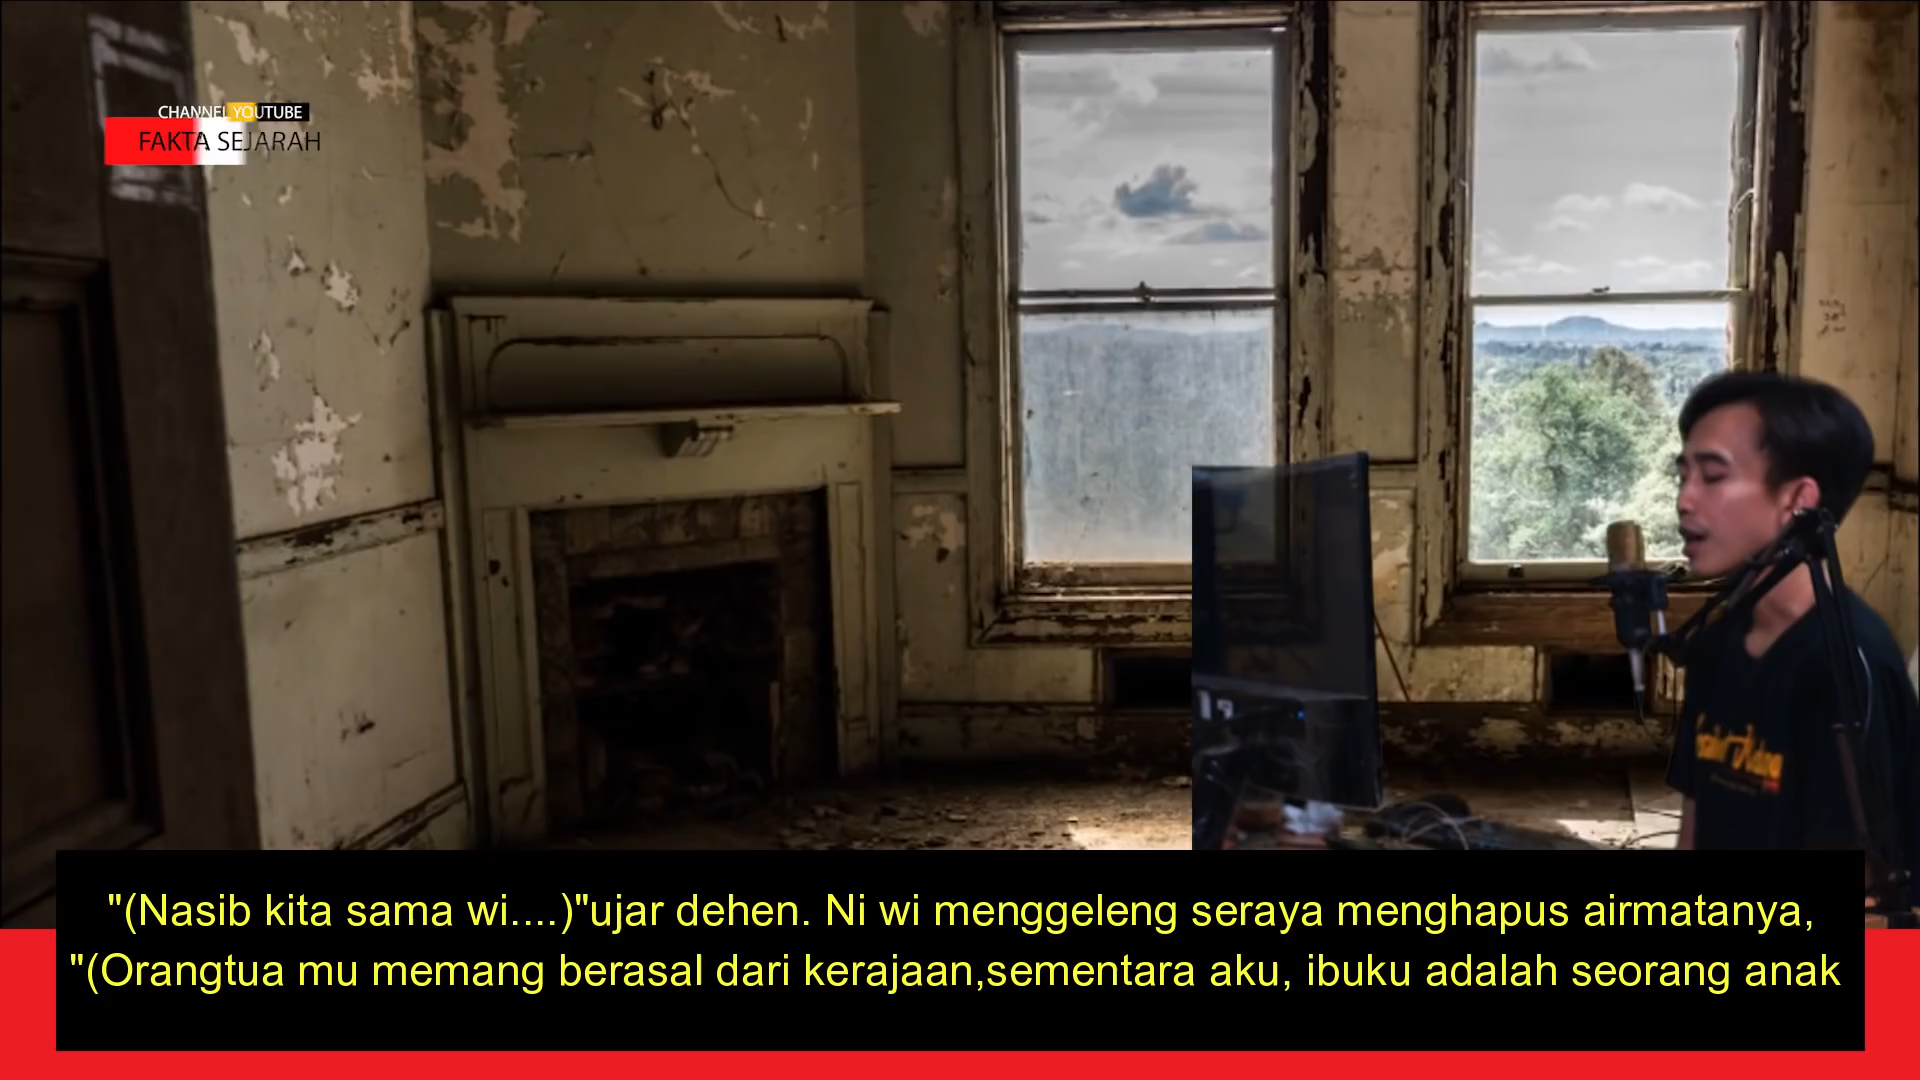 CHANNEL YOUTUBE
FAKTA SEJARAH
"(Nasib kita sama wi....)"ujar dehen. Ni wi menggeleng seraya menghapus airmatanya,
"(Orangtua mu memang berasal dari kerajaan,sementara aku, ibuku adalah seorang anak